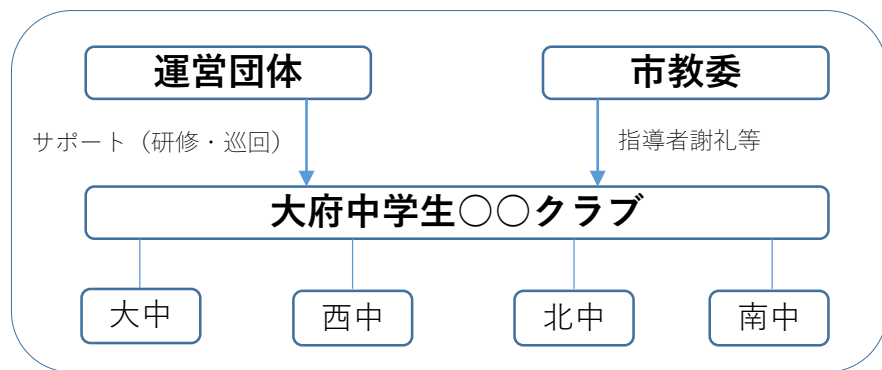 運営団体
市教委
サポート（研修・巡回）
指導者謝礼等
大府中学生○○クラブ
大中
西中
北中
南中